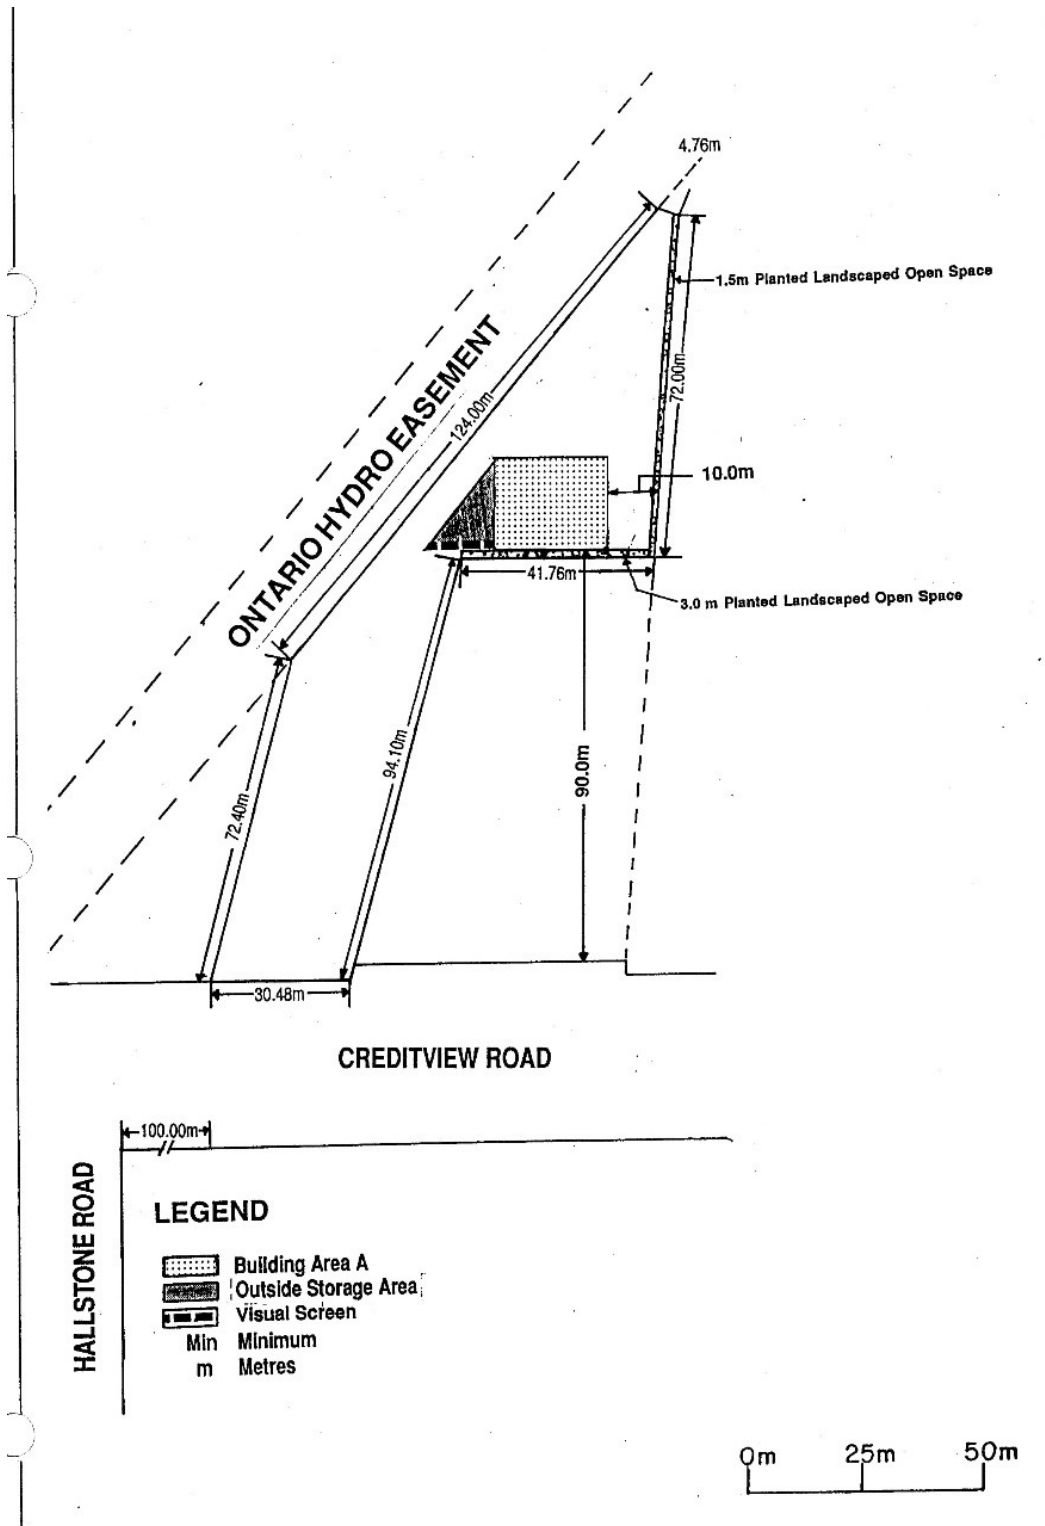 4.76m
1.5m Planted Landscaped Open Space
ONTARIO HYDRO EASEMENT
124.00m
72.00m
10.0m
41.76m
3.0 m Planted Landscaped Open Space
94.10m
90.0m
72.40m
30.48m
CREDITVIEW ROAD
100.00m
HALLSTONE ROAD
LEGEND
Building Area A
Outside Storage Area
Visual Screen
Min Minimum
m Metres
0m 25m 50m